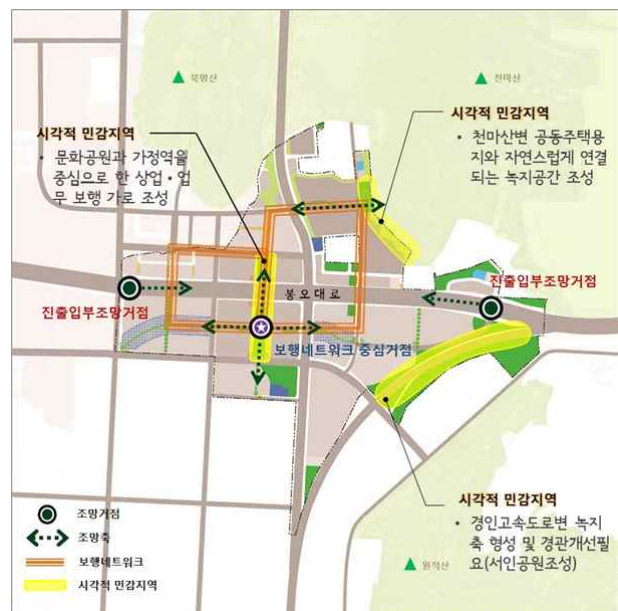 북망산
천마산
시각적 민감지역
• 문화공원과 가정역을
중심으로 한 상업•업
무 보행 가로 조성
시각적 민감지역
• 천마산변 공동주택용
지와 자연스럽게 연결
되는 녹지공간 조성
봉오대로
진출입부조망거점
진출입부조망거점
보행네트워크 중심거점
시각적 민감지역
• 경인고속도로변 녹지
축 형성 및 경관개선필
요(서인공원조성)
원적산
조망거점
조망축
보행네트워크
시각적 민감지역